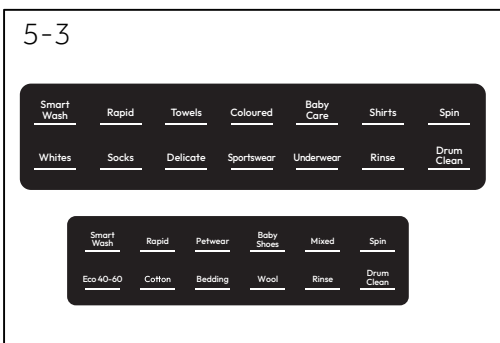 5-3
Smart Wash Rapid Towels Coloured Baby Care Shirts Spin
Whites Socks Delicate Sportswear Underwear Rinse Drum Clean
Smart Wash Rapid Petwear Baby Shoes Mixed Spin
Eco 40-60 Cotton Bedding Wool Rinse Drum Clean